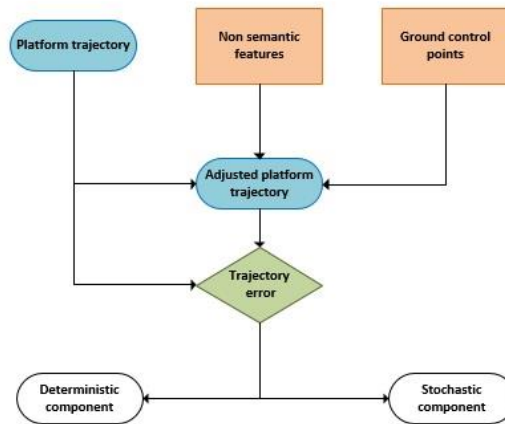 Platform trajectory
Non semantic
features
Ground control
points
Adjusted platform
trajectory
Trajectory
error
Deterministic
component
Stochastic
component